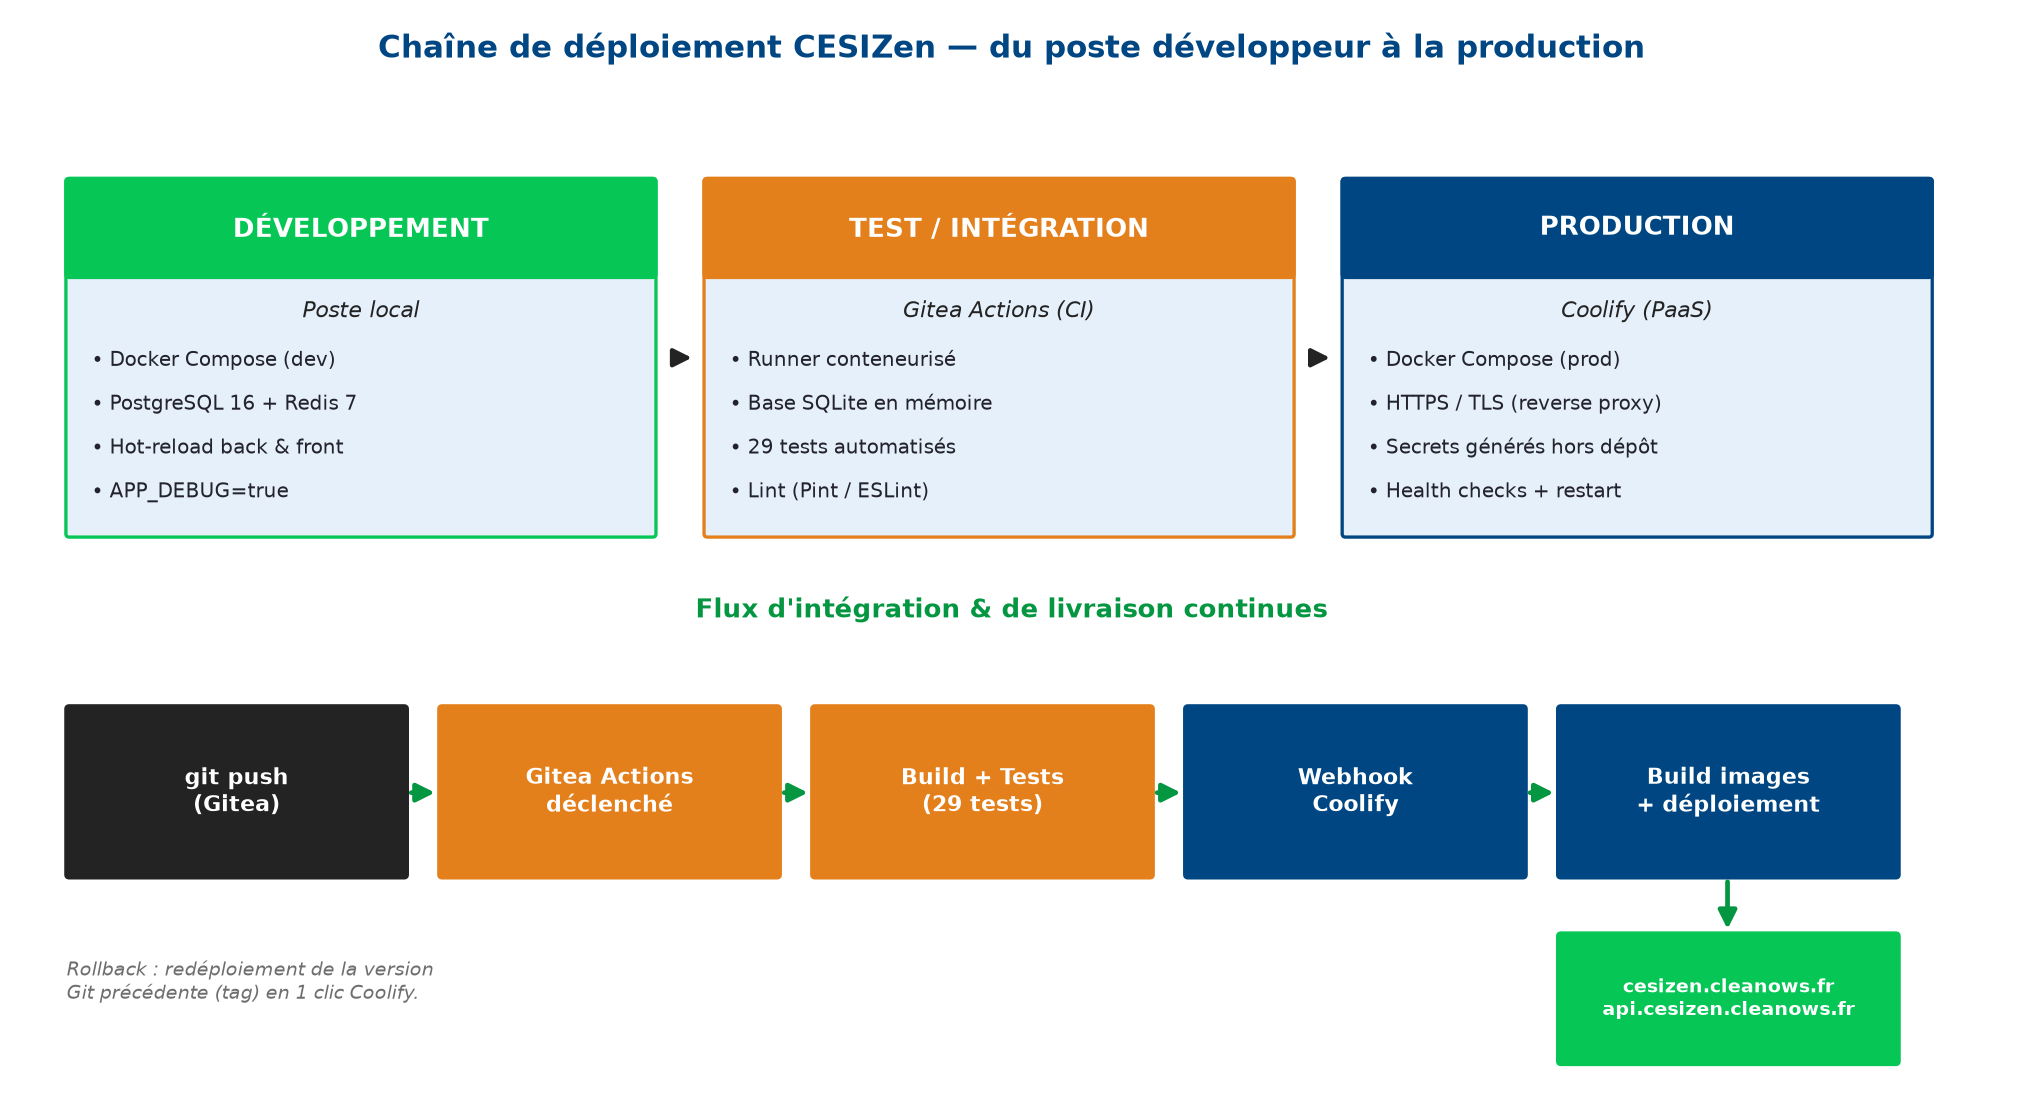 Chaîne de déploiement CESIZen — du poste développeur à la production
DÉVELOPPEMENT
Poste local
• Docker Compose (dev)
• PostgreSQL 16 + Redis 7
• Hot-reload back & front
• APP_DEBUG=true
TEST / INTÉGRATION
Gitea Actions (CI)
• Runner conteneurisé
• Base SQLite en mémoire
• 29 tests automatisés
• Lint (Pint / ESLint)
PRODUCTION
Coolify (PaaS)
• Docker Compose (prod)
• HTTPS / TLS (reverse proxy)
• Secrets générés hors dépôt
• Health checks + restart
Flux d'intégration & de livraison continues
git push
(Gitea)
Gitea Actions
déclenché
Build + Tests
(29 tests)
Webhook
Coolify
Build images
+ déploiement
Rollback : redéploiement de la version
Git précédente (tag) en 1 clic Coolify.
cesizen.cleanows.fr
api.cesizen.cleanows.fr